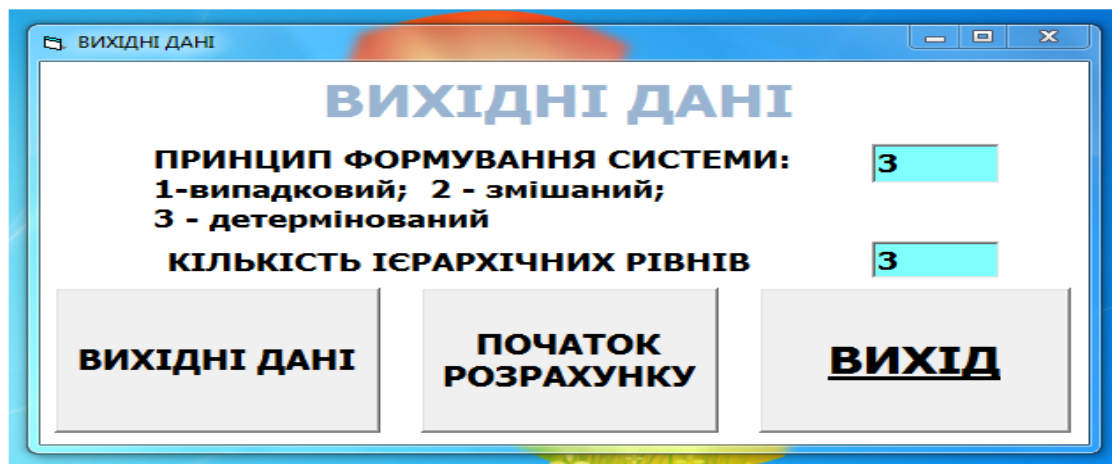 ВИХІДНІ ДАНІ
ВИХІДНІ ДАНІ
ПРИНЦИП ФОРМУВАННЯ СИСТЕМИ: 3
1-випадковий; 2 - змішаний;
3 - детермінований
КІЛЬКІСТЬ ІЄРАРХІЧНИХ РІВНІВ 3
ВИХІДНІ ДАНІ
ПОЧАТОК
РОЗРАХУНКУ
ВИХІД